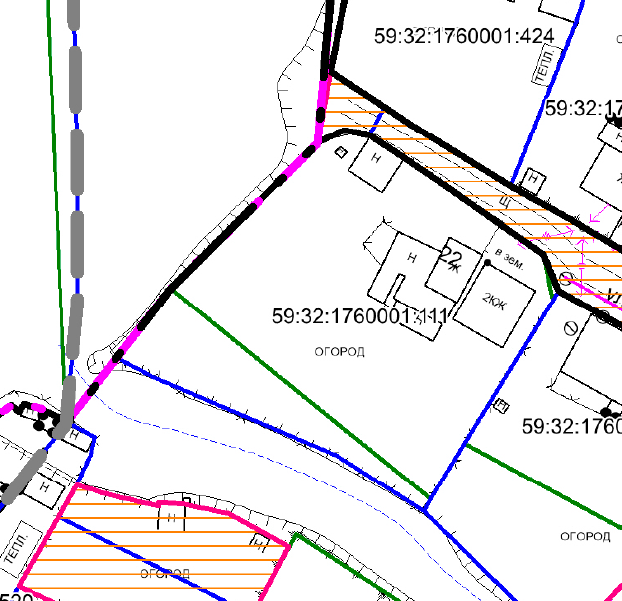 59:32:1760001:424
ТЕПЛ.
59:32:17
Н
Н
Н
Ж
Щ
22
Н
Ж
в зем.
2КЖ
УЛ
59:32:1760001:111
Н
ОГОРОД
59:32:1760
Н
Н
ОГОРОД
Н
Н
ТЕПЛ.
ОГОРОД